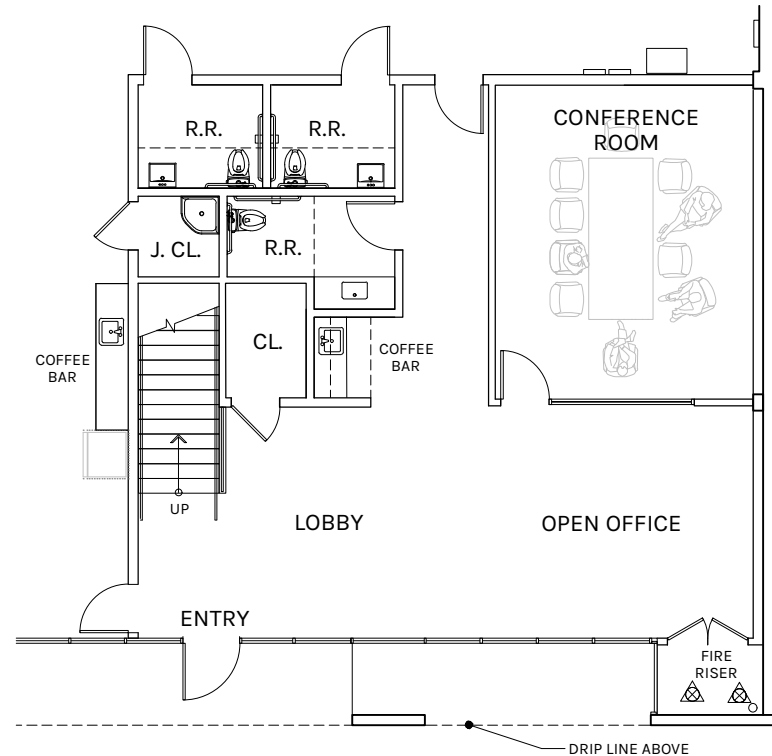 R.R.
R.R.
CONFERENCE
ROOM
J. CL.
R.R.
COFFEE
BAR
CL.
COFFEE
BAR
UP
LOBBY
OPEN OFFICE
ENTRY
FIRE
RISER
DRIP LINE ABOVE